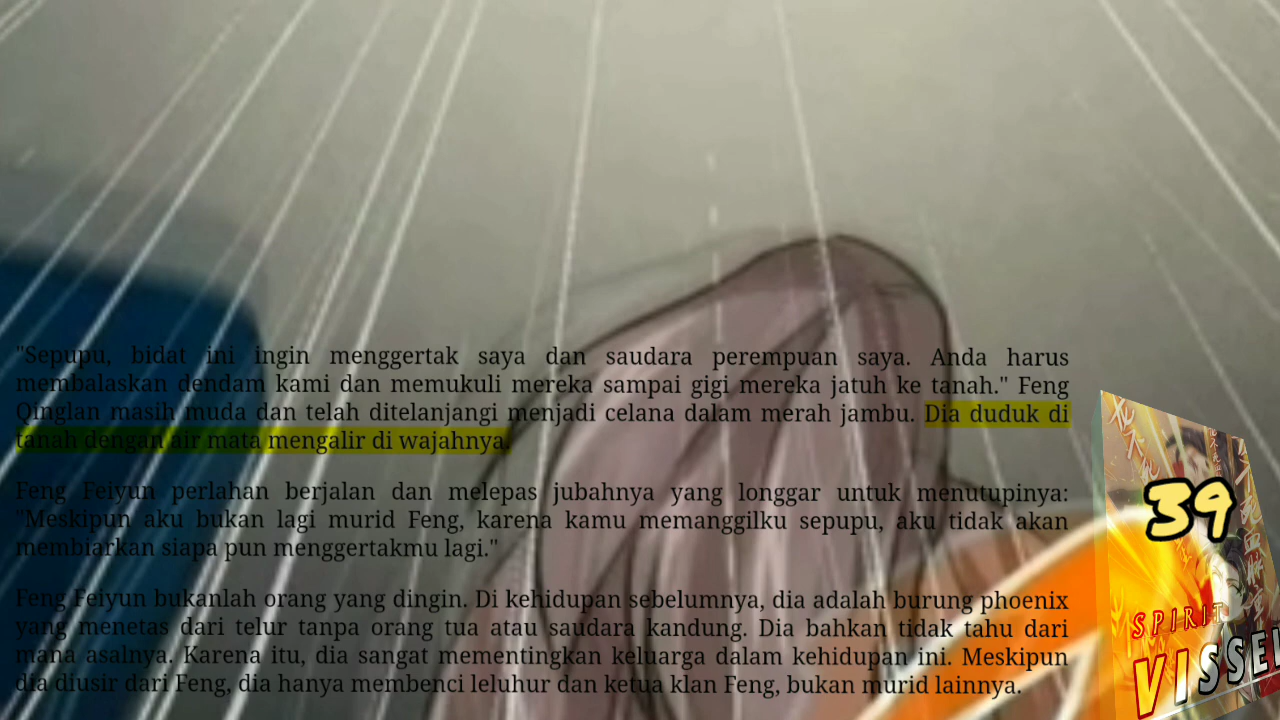 "Sepupu, bidat ini ingin menggertak saya dan saudara perempuan saya. Anda harus
membalaskan dendam kami dan memukuli mereka sampai gigi mereka jatuh ke tanah." Feng
Qinglan masih muda dan telah ditelanjangi menjadi celana dalam merah jambu. Dia duduk di
tanah dengan air mata mengalir di wajahnya.
Feng Feiyun perlahan berjalan dan melepas jubahnya yang longgar untuk menutupinya:
"Meskipun aku bukan lagi murid Feng, karena kamu memanggilku sepupu, aku tidak akan
membiarkan siapa pun menggertakmu lagi."
Feng Feiyun bukanlah orang yang dingin. Di kehidupan sebelumnya, dia adalah burung phoenix
yang menetas dari telur tanpa orang tua atau saudara kandung. Dia bahkan tidak tahu dari
mana asalnya. Karena itu, dia sangat mementingkan keluarga dalam kehidupan ini. Meskipun
dia diusir dari Feng, dia hanya membenci leluhur dan ketua klan Feng, bukan murid lainnya.
39
SPIRIT
VISSEL